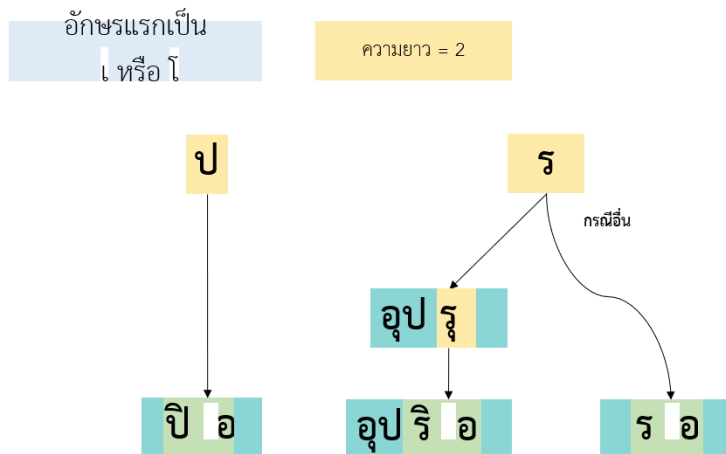 อักษรแรกเป็น
เ หรือ โ
ความยาว = 2
ป
ร
กรณีอื่น
อุป รุ
ปิ อ
อุป ริ อ
ร อ